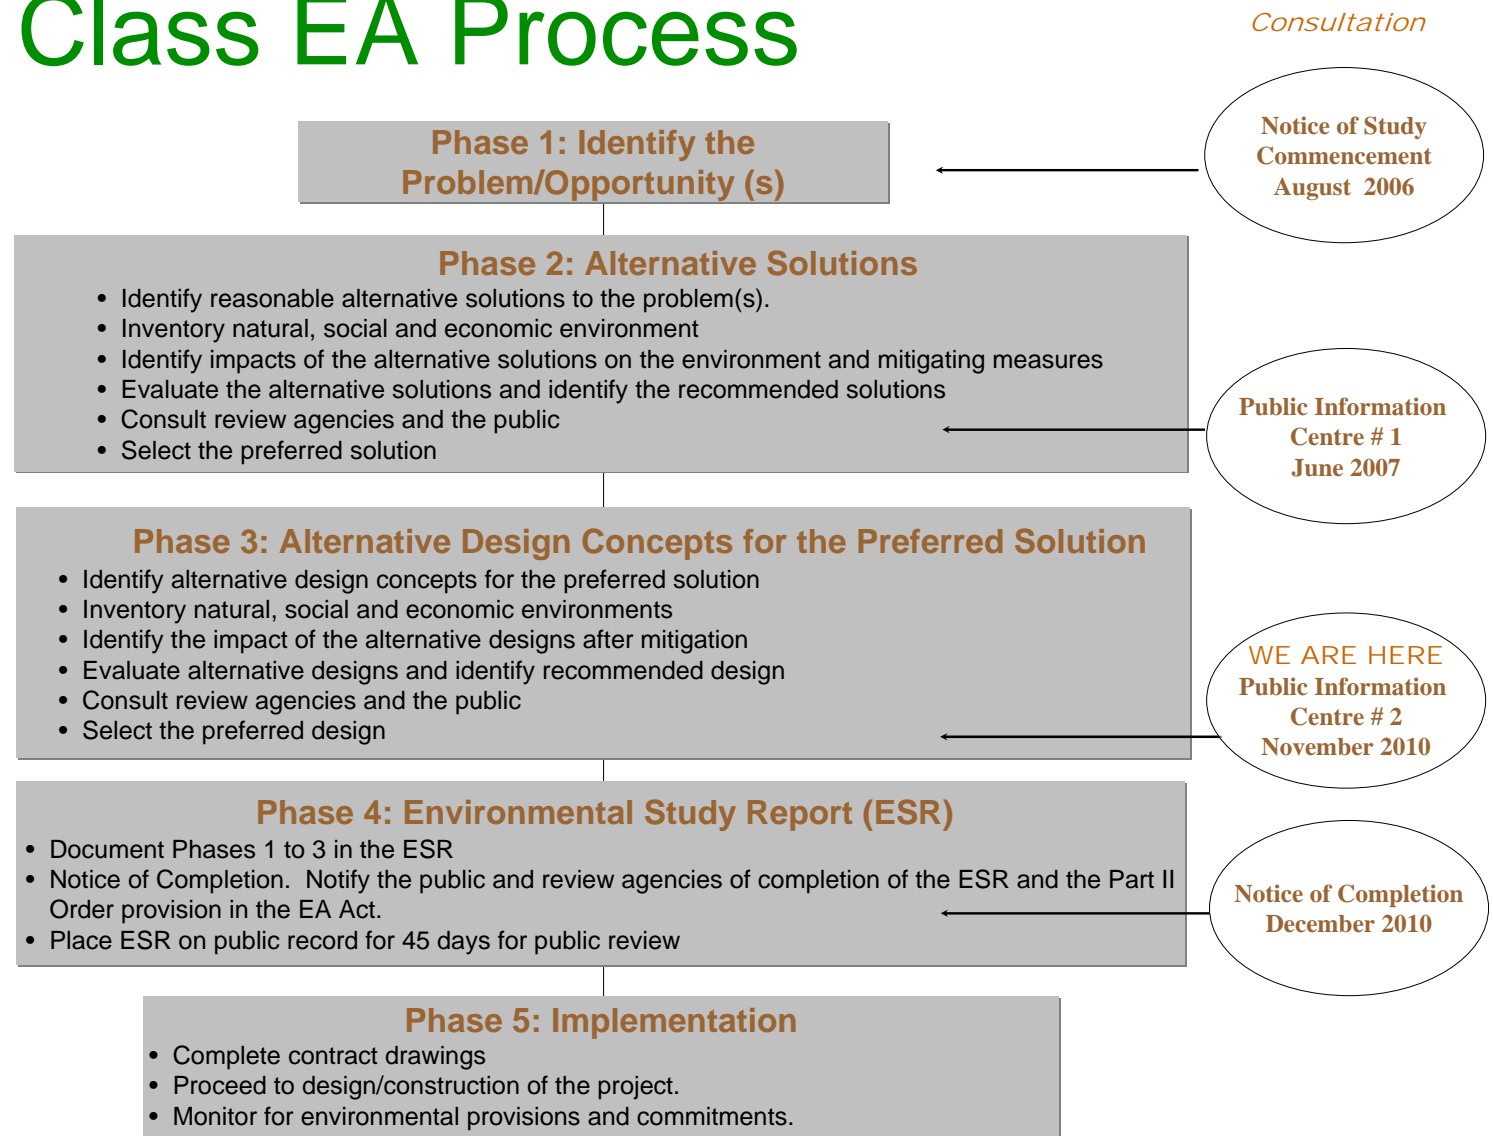 Class EA Process
Consultation
Notice of Study
Commencement
August 2006
Phase 1: Identify the
Problem/Opportunity (s)
Phase 2: Alternative Solutions
• Identify reasonable alternative solutions to the problem(s).
• Inventory natural, social and economic environment
• Identify impacts of the alternative solutions on the environment and mitigating measures
• Evaluate the alternative solutions and identify the recommended solutions
• Consult review agencies and the public
• Select the preferred solution
Public Information
Centre # 1
June 2007
Phase 3: Alternative Design Concepts for the Preferred Solution
• Identify alternative design concepts for the preferred solution
• Inventory natural, social and economic environments
• Identify the impact of the alternative designs after mitigation
• Evaluate alternative designs and identify recommended design
• Consult review agencies and the public
• Select the preferred design
WE ARE HERE
Public Information
Centre # 2
November 2010
Phase 4: Environmental Study Report (ESR)
• Document Phases 1 to 3 in the ESR
• Notice of Completion. Notify the public and review agencies of completion of the ESR and the Part II
Order provision in the EA Act.
• Place ESR on public record for 45 days for public review
Notice of Completion
December 2010
Phase 5: Implementation
• Complete contract drawings
• Proceed to design/construction of the project.
• Monitor for environmental provisions and commitments.